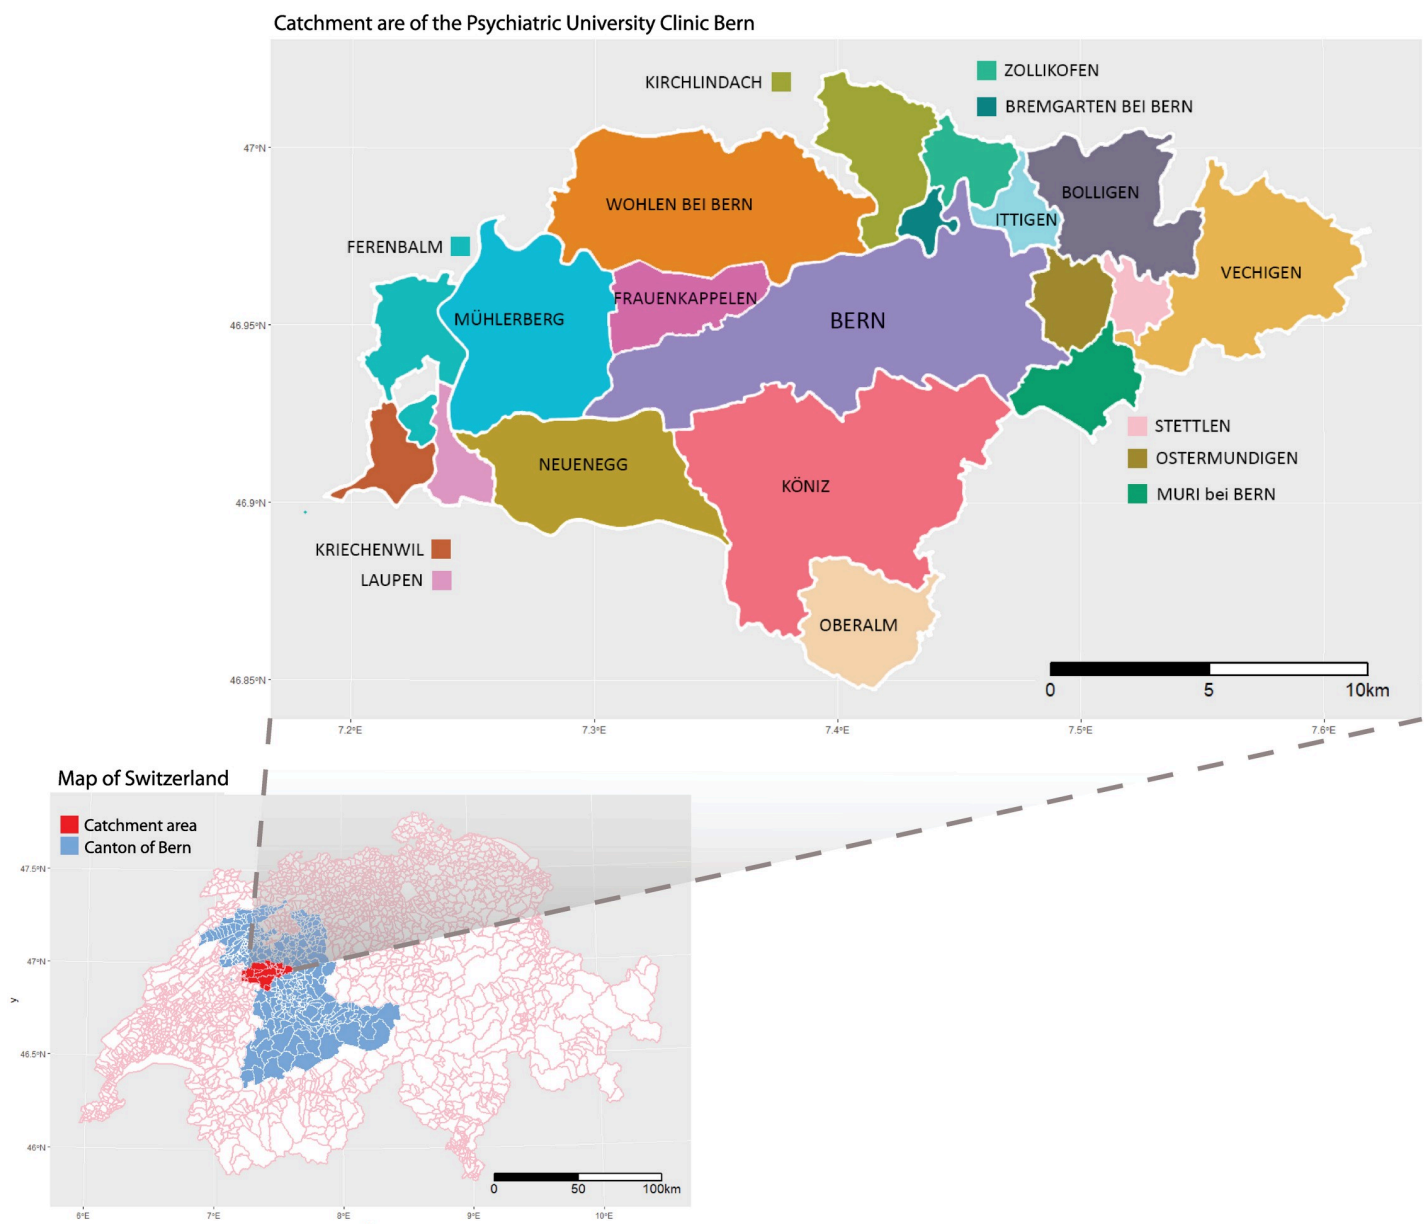 Catchment are of the Psychiatric University Clinic Bern
KIRCHLINDACH
ZOLLIKOFEN
BREMGARTEN BEI BERN
47°N
WOHLEN BEI BERN
BOLLIGEN
ITTIGEN
FERENBALM
VECHIGEN
FRAUENKAPPELEN
MÜHLERBERG
BERN
46.95°N
STETTLEN
OSTERMUNDIGEN
NEUENEGG
KÖNIZ
MURI bei BERN
46.9°N
KRIECHENWIL
LAUPEN
OBERALM
46.85°N
0 5 10km
7.2°E 7.3°E 7.4°E 7.5°E 7.6°E
Map of Switzerland
Catchment area
Canton of Bern
47.5°N
47°N
y
46.5°N
46°N
0 50 100km
6°E 7°E 8°E 9°E 10°E